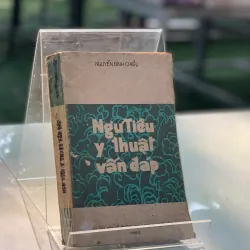 NGUYỄN ĐÌNH CHIỂU
Ngư Tiều
y Thuật
vấn đáp